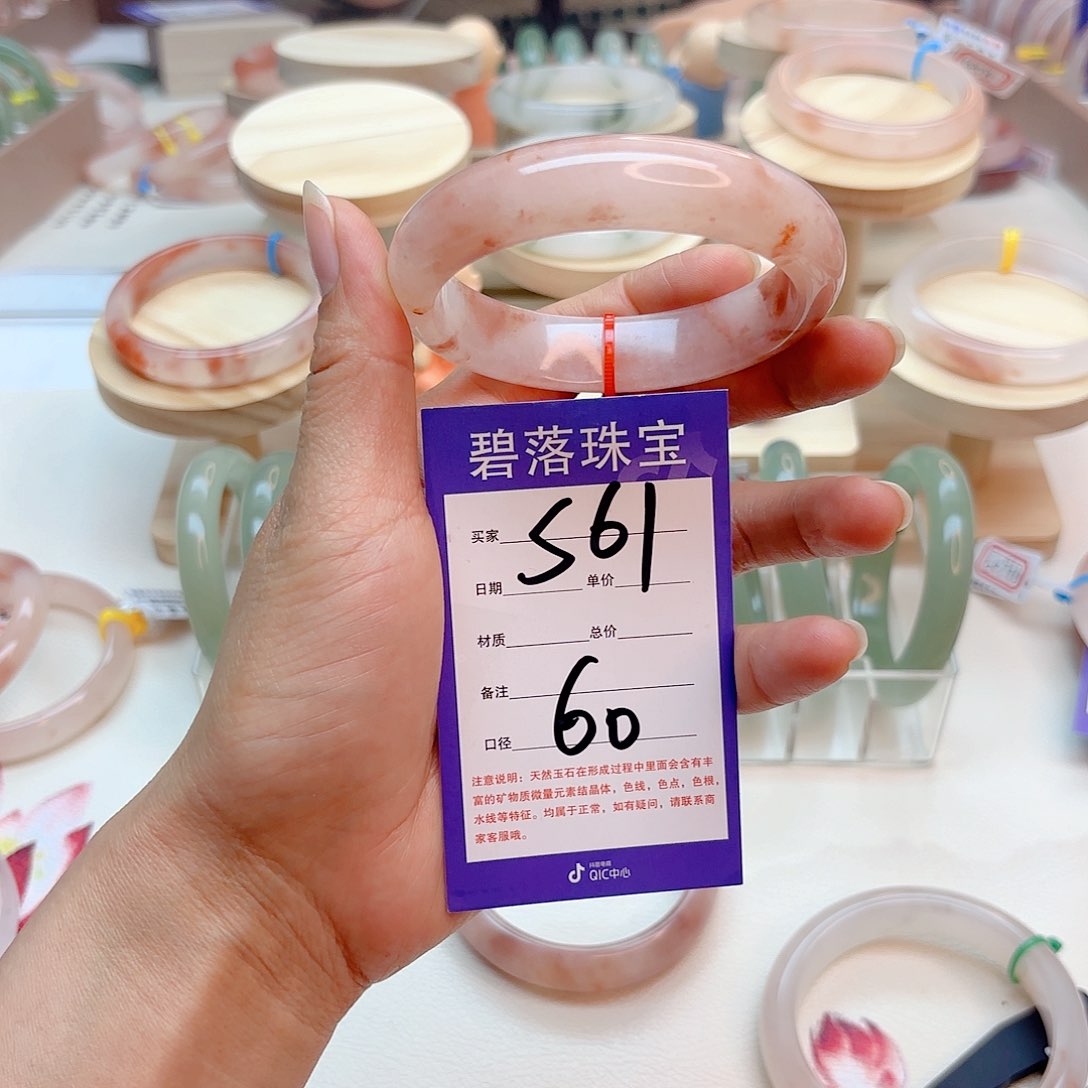 碧落珠宝
买家
S61
日期 单价
材质 总价
备注
口径 60
注意说明：天然玉石在形成过程中里面会含有丰
富的矿物质微量元素结晶体，色线，色点，色根，
水线等特征。均属于正常，如有疑问，请联系商
家客服哦。
抖音电商
QIC中心